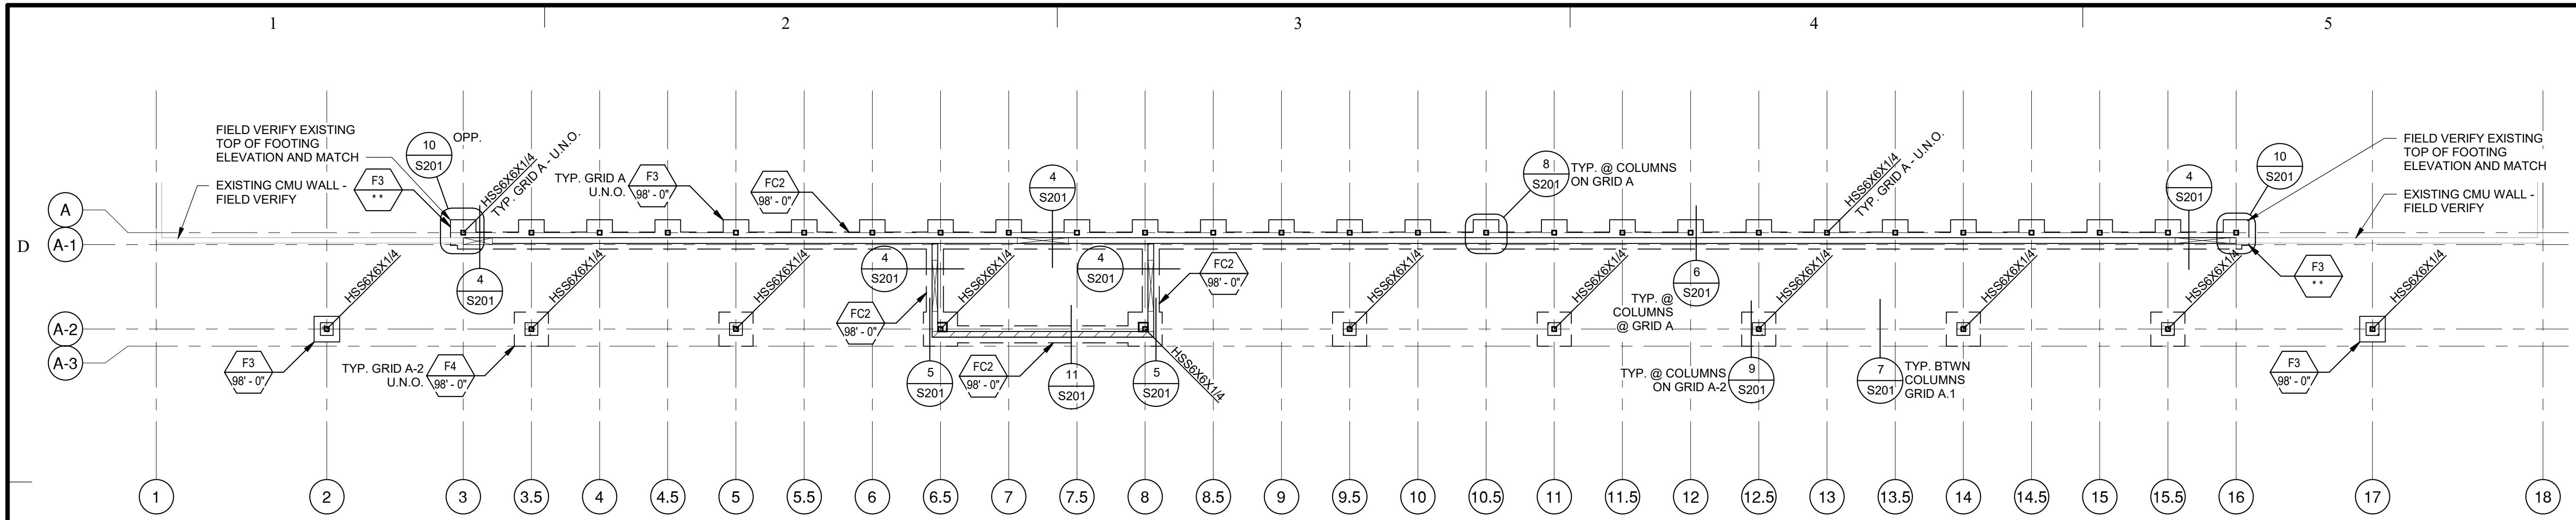 1
2
3
4
5
FIELD VERIFY EXISTING
TOP OF FOOTING
ELEVATION AND MATCH
EXISTING CMU WALL -
FIELD VERIFY
10
S201
OPP.
F3
**
HSS6X6X1/4
TYP. GRID A - U.N.O.
TYP. GRID A
U.N.O.
F3
98' - 0"
FC2
98' - 0"
4
S201
8
S201
TYP. @ COLUMNS
ON GRID A
HSS6X6X1/4
TYP. GRID A - U.N.O.
4
S201
10
S201
FIELD VERIFY EXISTING
TOP OF FOOTING
ELEVATION AND MATCH
EXISTING CMU WALL -
FIELD VERIFY
A
A-1
D
A-2
A-3
HSS6X6X1/4
4
S201
HSS6X6X1/4
HSS6X6X1/4
4
S201
HSS6X6X1/4
4
S201
FC2
98' - 0"
HSS6X6X1/4
HSS6X6X1/4
6
S201
TYP. @
COLUMNS
@ GRID A
HSS6X6X1/4
HSS6X6X1/4
HSS6X6X1/4
F3
**
HSS6X6X1/4
FC2
98' - 0"
F3
98' - 0"
TYP. GRID A-2
U.N.O.
F4
98' - 0"
5
S201
FC2
98' - 0"
11
S201
5
S201
HSS6X6X1/4
TYP. @ COLUMNS
ON GRID A-2
9
S201
7
S201
TYP. BTWN
COLUMNS
GRID A.1
F3
98' - 0"
1
2
3
3.5
4
4.5
5
5.5
6
6.5
7
7.5
8
8.5
9
9.5
10
10.5
11
11.5
12
12.5
13
13.5
14
14.5
15
15.5
16
17
18